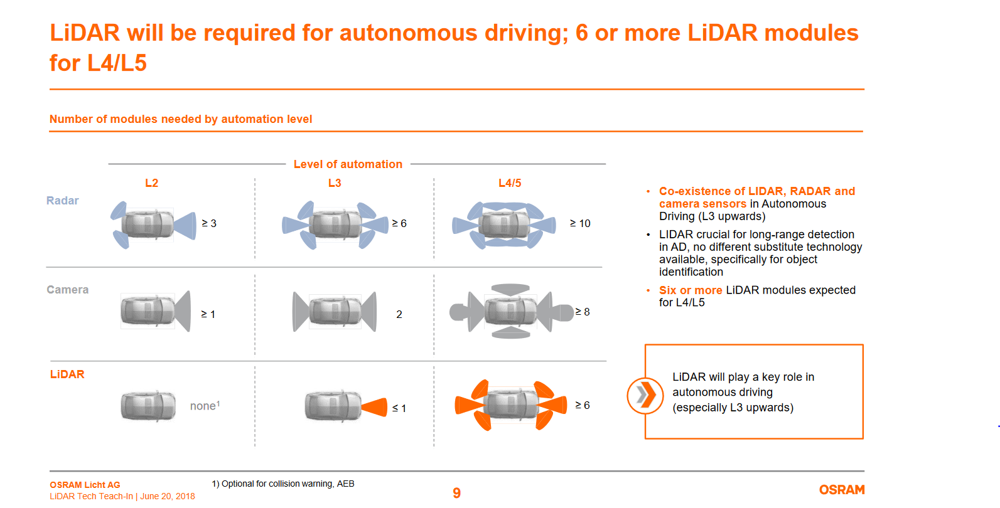 LiDAR will be required for autonomous driving; 6 or more LiDAR modules
for L4/L5
Number of modules needed by automation level
Level of automation
L2
L3
L4/5
Radar
≥ 3
≥ 6
≥ 10
Camera
≥ 1
2
≥ 8
LiDAR
none¹
≤ 1
≥ 6
• Co-existence of LIDAR, RADAR and
camera sensors in Autonomous
Driving (L3 upwards)
• LIDAR crucial for long-range detection
in AD, no different substitute technology
available, specifically for object
identification
• Six or more LiDAR modules expected
for L4/L5
LiDAR will play a key role in
autonomous driving
(especially L3 upwards)
OSRAM Licht AG
LiDAR Tech Teach-In | June 20, 2018
1) Optional for collision warning, AEB
9
OSRAM